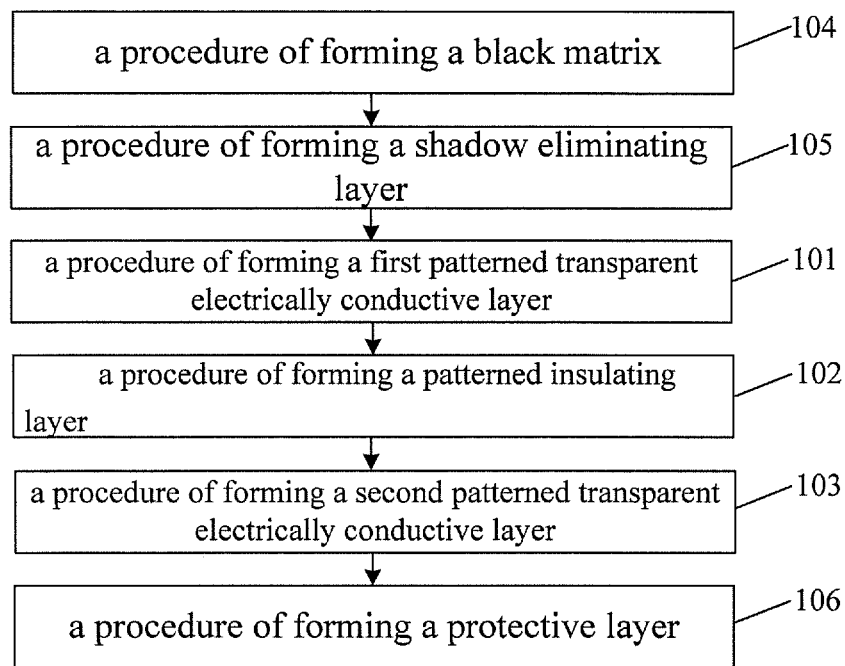 a procedure of forming a black matrix
104
a procedure of forming a shadow eliminating
layer
105
a procedure of forming a first patterned transparent
electrically conductive layer
101
a procedure of forming a patterned insulating
layer
102
a procedure of forming a second patterned transparent
electrically conductive layer
103
a procedure of forming a protective layer
106